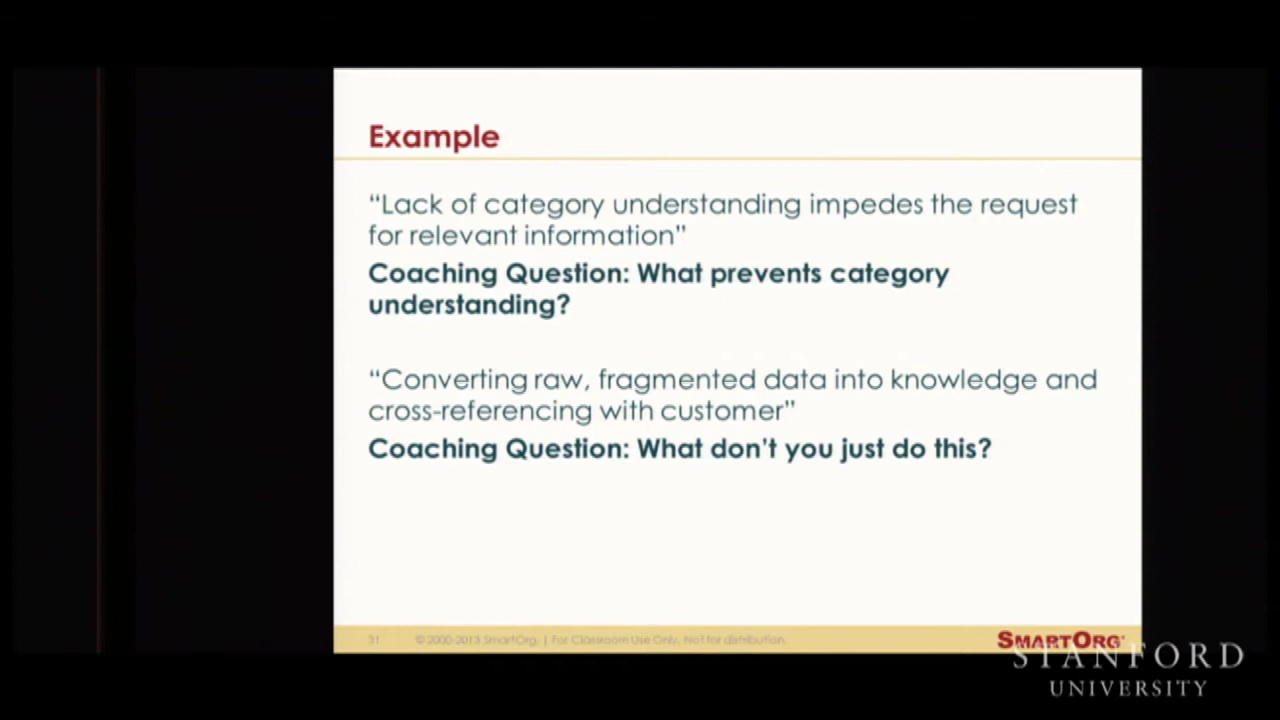 Example
“Lack of category understanding impedes the request
for relevant information”
Coaching Question: What prevents category
understanding?
“Converting raw, fragmented data into knowledge and
cross-referencing with customer”
Coaching Question: What don't you just do this?
31 © 2000-2013 SmartOrg. | For Classroom Use Only. Not for distribution.
SMARTORG
STANFORD
UNIVERSITY